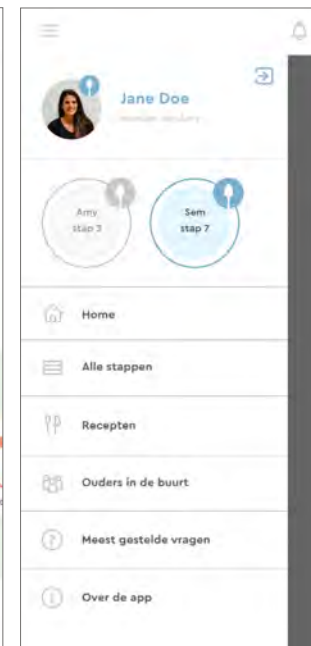 Jane Doe
Amy
stap 3
Sem
stap 7
Home
Alle stappen
Recepten
Ouders in de buurt
Meest gestelde vragen
Over de app